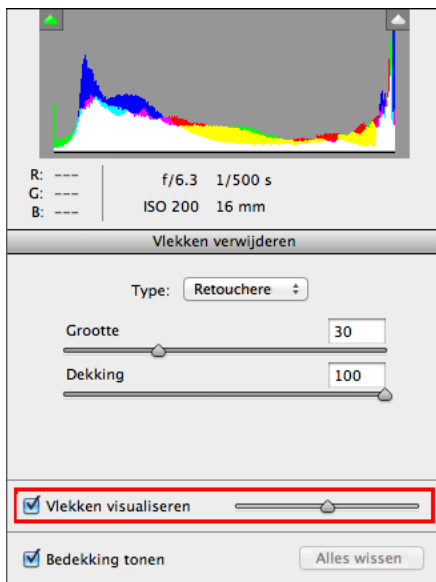 R: --- f/6.3 1/500 s
G: ---
B: --- ISO 200 16 mm
Vlekken verwijderen
Type: Retouchere
Grootte 30
Dekking 100
Vlekken visualiseren
Bedekking tonen Alles wissen